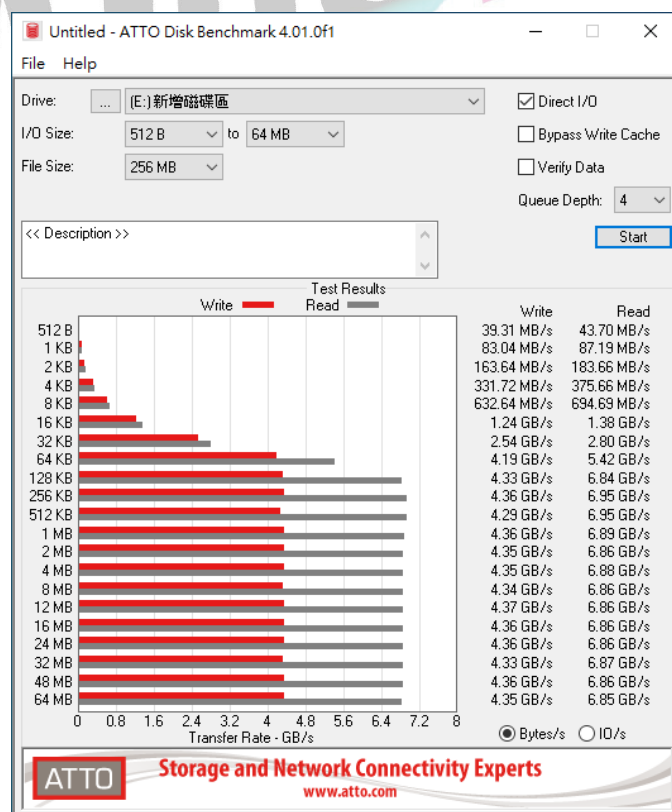 Untitled - ATTO Disk Benchmark 4.01.0f1
File Help
Drive: ... (E:)新增磁碟區 Direct I/O
I/O Size: 512 B to 64 MB Bypass Write Cache
File Size: 256 MB Verify Data
Queue Depth: 4
<< Description >> Start
Test Results
Write Read Write Read
512 B 39.31 MB/s 43.70 MB/s
1 KB 83.04 MB/s 87.19 MB/s
2 KB 163.64 MB/s 183.66 MB/s
4 KB 331.72 MB/s 375.66 MB/s
8 KB 632.64 MB/s 694.69 MB/s
16 KB 1.24 GB/s 1.38 GB/s
32 KB 2.54 GB/s 2.80 GB/s
64 KB 4.19 GB/s 5.42 GB/s
128 KB 4.33 GB/s 6.84 GB/s
256 KB 4.36 GB/s 6.95 GB/s
512 KB 4.29 GB/s 6.95 GB/s
1 MB 4.36 GB/s 6.89 GB/s
2 MB 4.35 GB/s 6.86 GB/s
4 MB 4.35 GB/s 6.88 GB/s
8 MB 4.34 GB/s 6.86 GB/s
12 MB 4.37 GB/s 6.86 GB/s
16 MB 4.36 GB/s 6.86 GB/s
24 MB 4.36 GB/s 6.86 GB/s
32 MB 4.33 GB/s 6.87 GB/s
48 MB 4.36 GB/s 6.86 GB/s
64 MB 4.35 GB/s 6.85 GB/s
0 0.8 1.6 2.4 3.2 4 4.8 5.6 6.4 7.2 8
Transfer Rate - GB/s Bytes/s IO/s
ATTO Storage and Network Connectivity Experts
www.atto.com